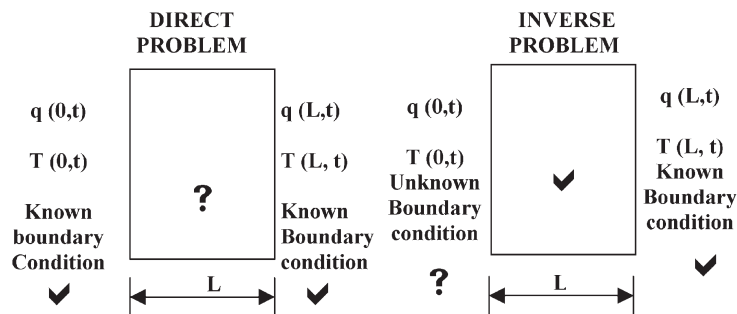 DIRECT
PROBLEM
q (0,t)
T (0,t)
Known
boundary
Condition
?
q (L,t)
T (L, t)
Known
Boundary
condition
L
INVERSE
PROBLEM
q (0,t)
T (0,t)
Unknown
Boundary
condition
?
q (L,t)
T (L, t)
Known
Boundary
condition
L